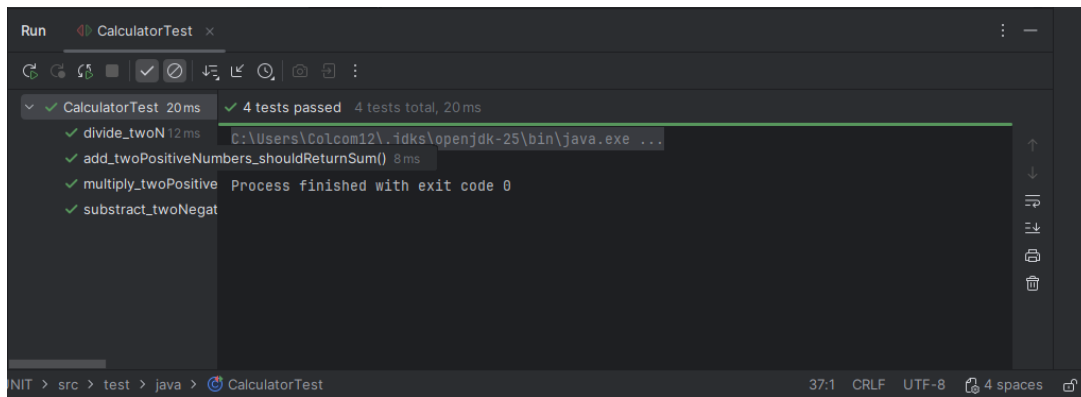 Run CalculatorTest
CalculatorTest 20 ms
4 tests passed 4 tests total, 20 ms
divide_twoN 12 ms
C:\Users\Colcom12\.jdks\openjdk-25\bin\java.exe ...
add_twoPositiveNumbers_shouldReturnSum() 8 ms
multiply_twoPositive
Process finished with exit code 0
substract_twoNegat
NIT > src > test > java > CalculatorTest 37:1 CRLF UTF-8 4 spaces